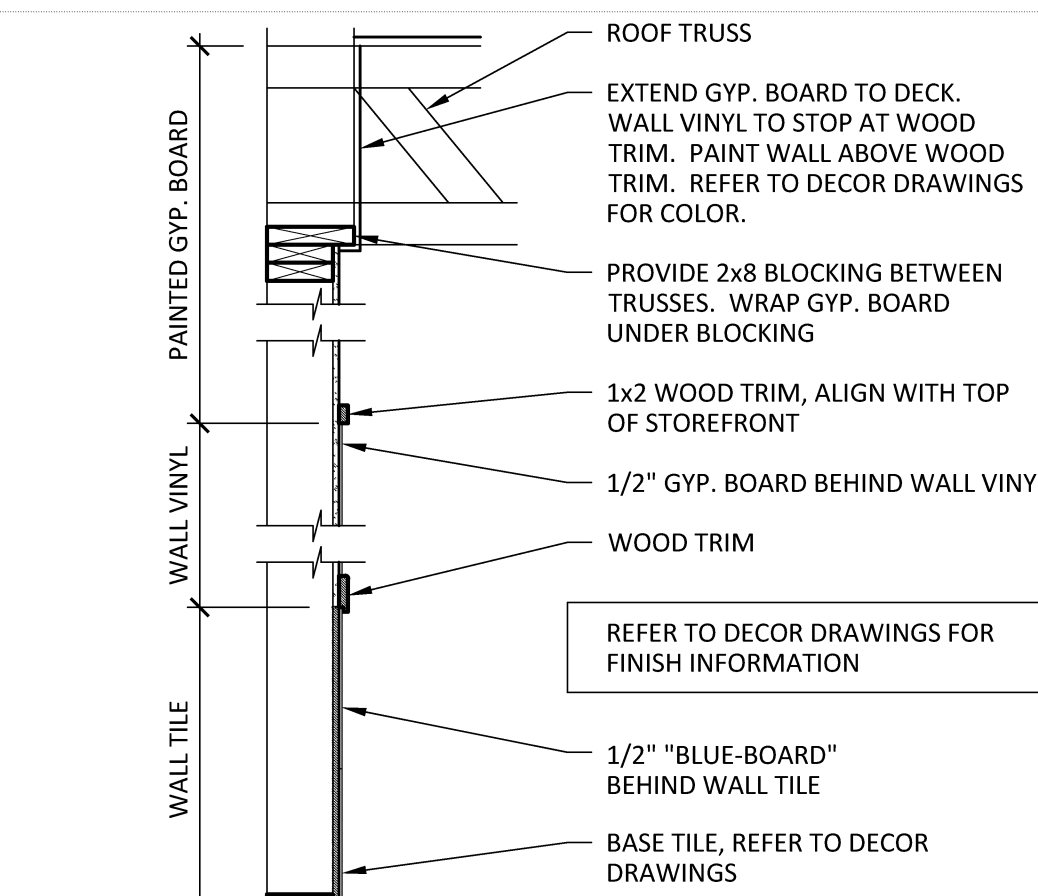 ROOF TRUSS
EXTEND GYP. BOARD TO DECK.
WALL VINYL TO STOP AT WOOD
TRIM. PAINT WALL ABOVE WOOD
TRIM. REFER TO DECOR DRAWINGS
FOR COLOR.
PROVIDE 2x8 BLOCKING BETWEEN
TRUSSES. WRAP GYP. BOARD
UNDER BLOCKING
1x2 WOOD TRIM, ALIGN WITH TOP
OF STOREFRONT
1/2" GYP. BOARD BEHIND WALL VINY
WOOD TRIM
REFER TO DECOR DRAWINGS FOR
FINISH INFORMATION
1/2" "BLUE-BOARD"
BEHIND WALL TILE
BASE TILE, REFER TO DECOR
DRAWINGS
PAINTED GYP. BOARD
WALL VINYL
WALL TILE